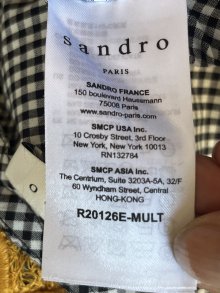 sandro
PARIS
SANDRO FRANCE
150 boulevard Haussmann
75008 Paris
www.sandro-paris.com
SMCP USA Inc.
10 Crosby Street, 3rd Floor
New York, New York 10013
RN132784
SMCP ASIA Inc.
The Centrium, Suite 3203A-5A, 32/F
60 Wyndham Street, Central
HONG-KONG
R20126E-MULT